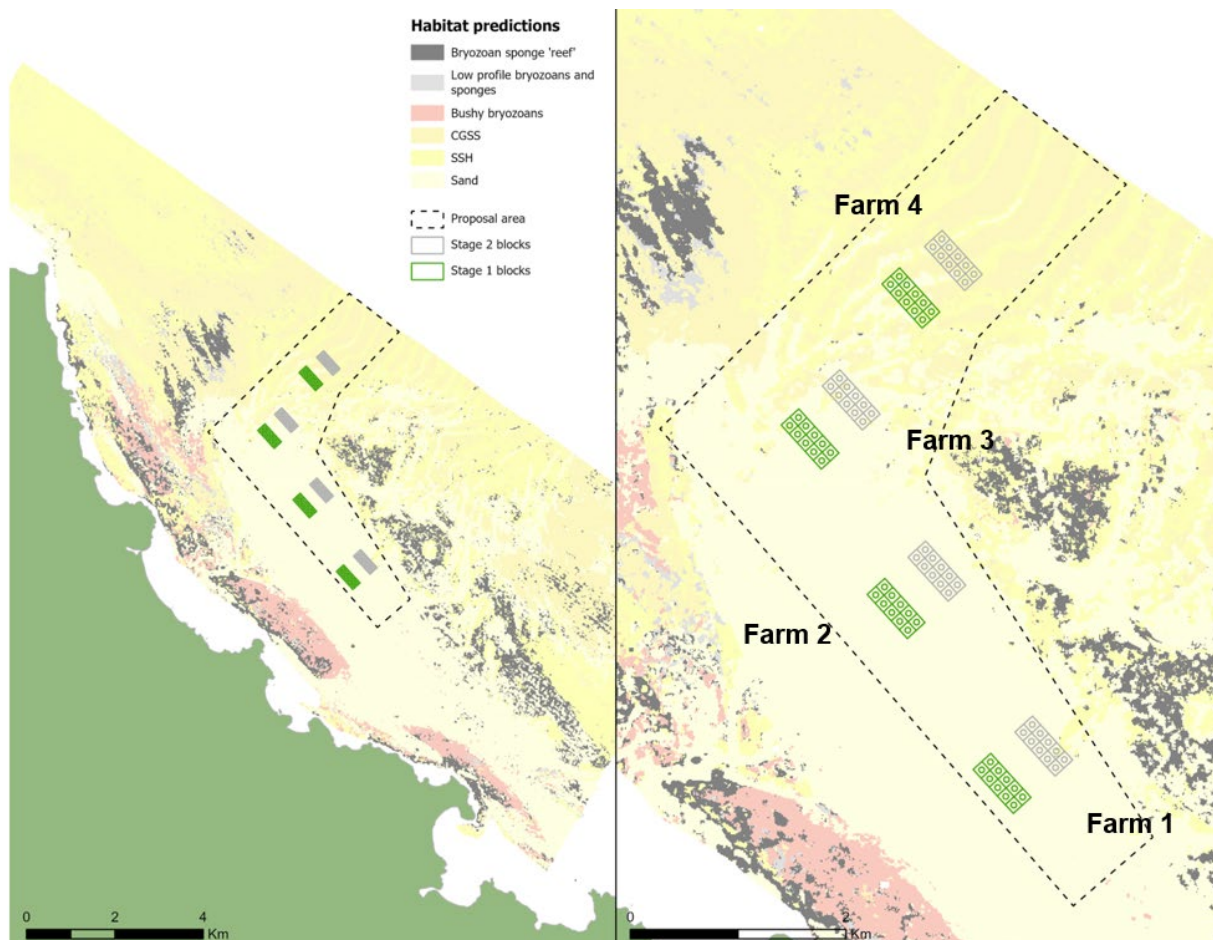 Habitat predictions
Bryozoan sponge 'reef'
Low profile bryozoans and
sponges
Bushy bryozoans
CGSS
SSH
Sand
Proposal area
Stage 2 blocks
Stage 1 blocks
Farm 4
Farm 3
Farm 2
Farm 1
0 2 4
Km
0 2
Km